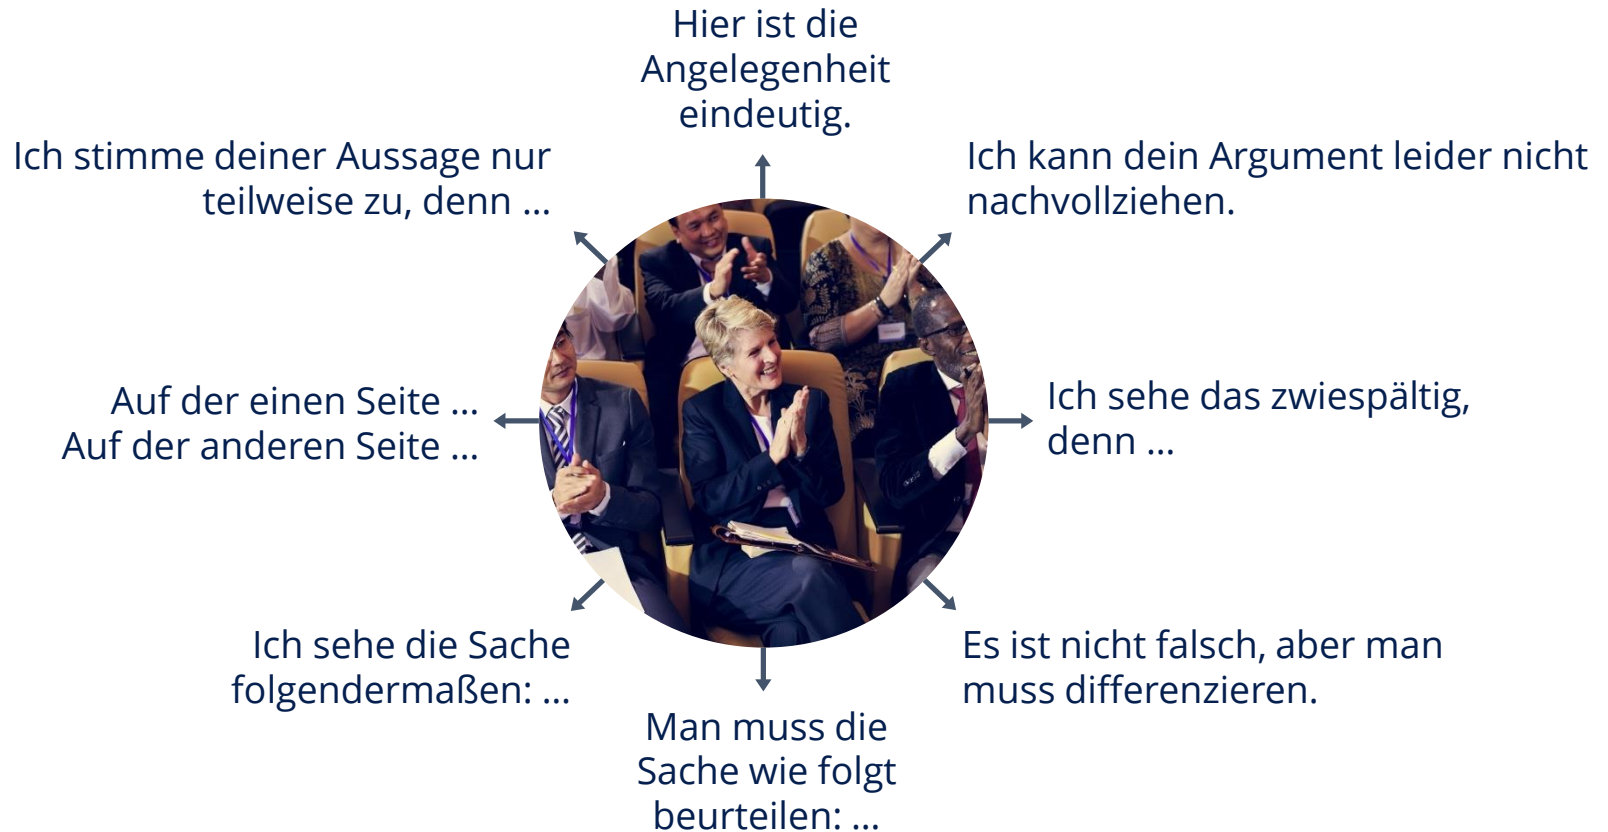 Hier ist die
Angelegenheit
eindeutig.
Ich stimme deiner Aussage nur
teilweise zu, denn ...
Ich kann dein Argument leider nicht
nachvollziehen.
Auf der einen Seite ...
Auf der anderen Seite ...
Ich sehe das zwiespältig,
denn ...
Ich sehe die Sache
folgendermaßen: ...
Es ist nicht falsch, aber man
muss differenzieren.
Man muss die
Sache wie folgt
beurteilen: ...